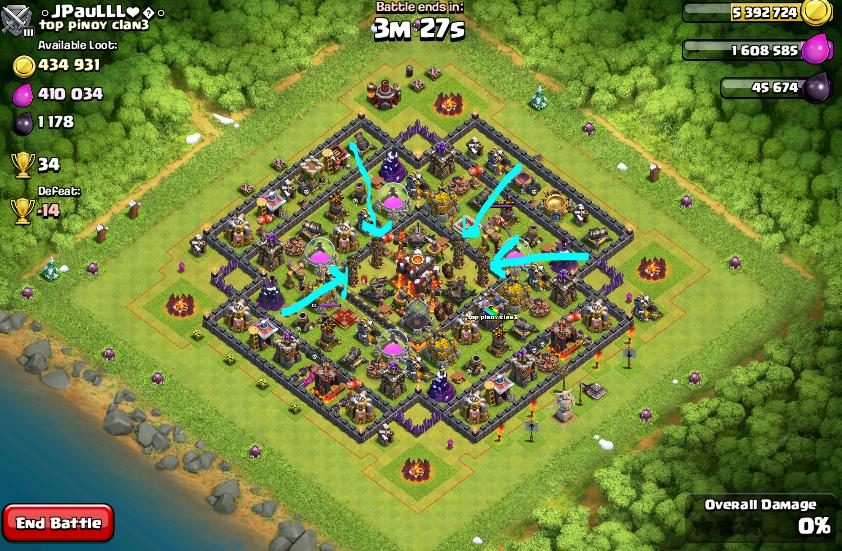 ◦JPauLLL❤�◦
top pinoy clan3
Available Loot:
434 931
410 034
1 178
34
Defeat:
-14
Battle ends in:
3M 27s
5 392 724
1 608 585
45 674
top pinoy clan3
End Battle
Overall Damage
0%